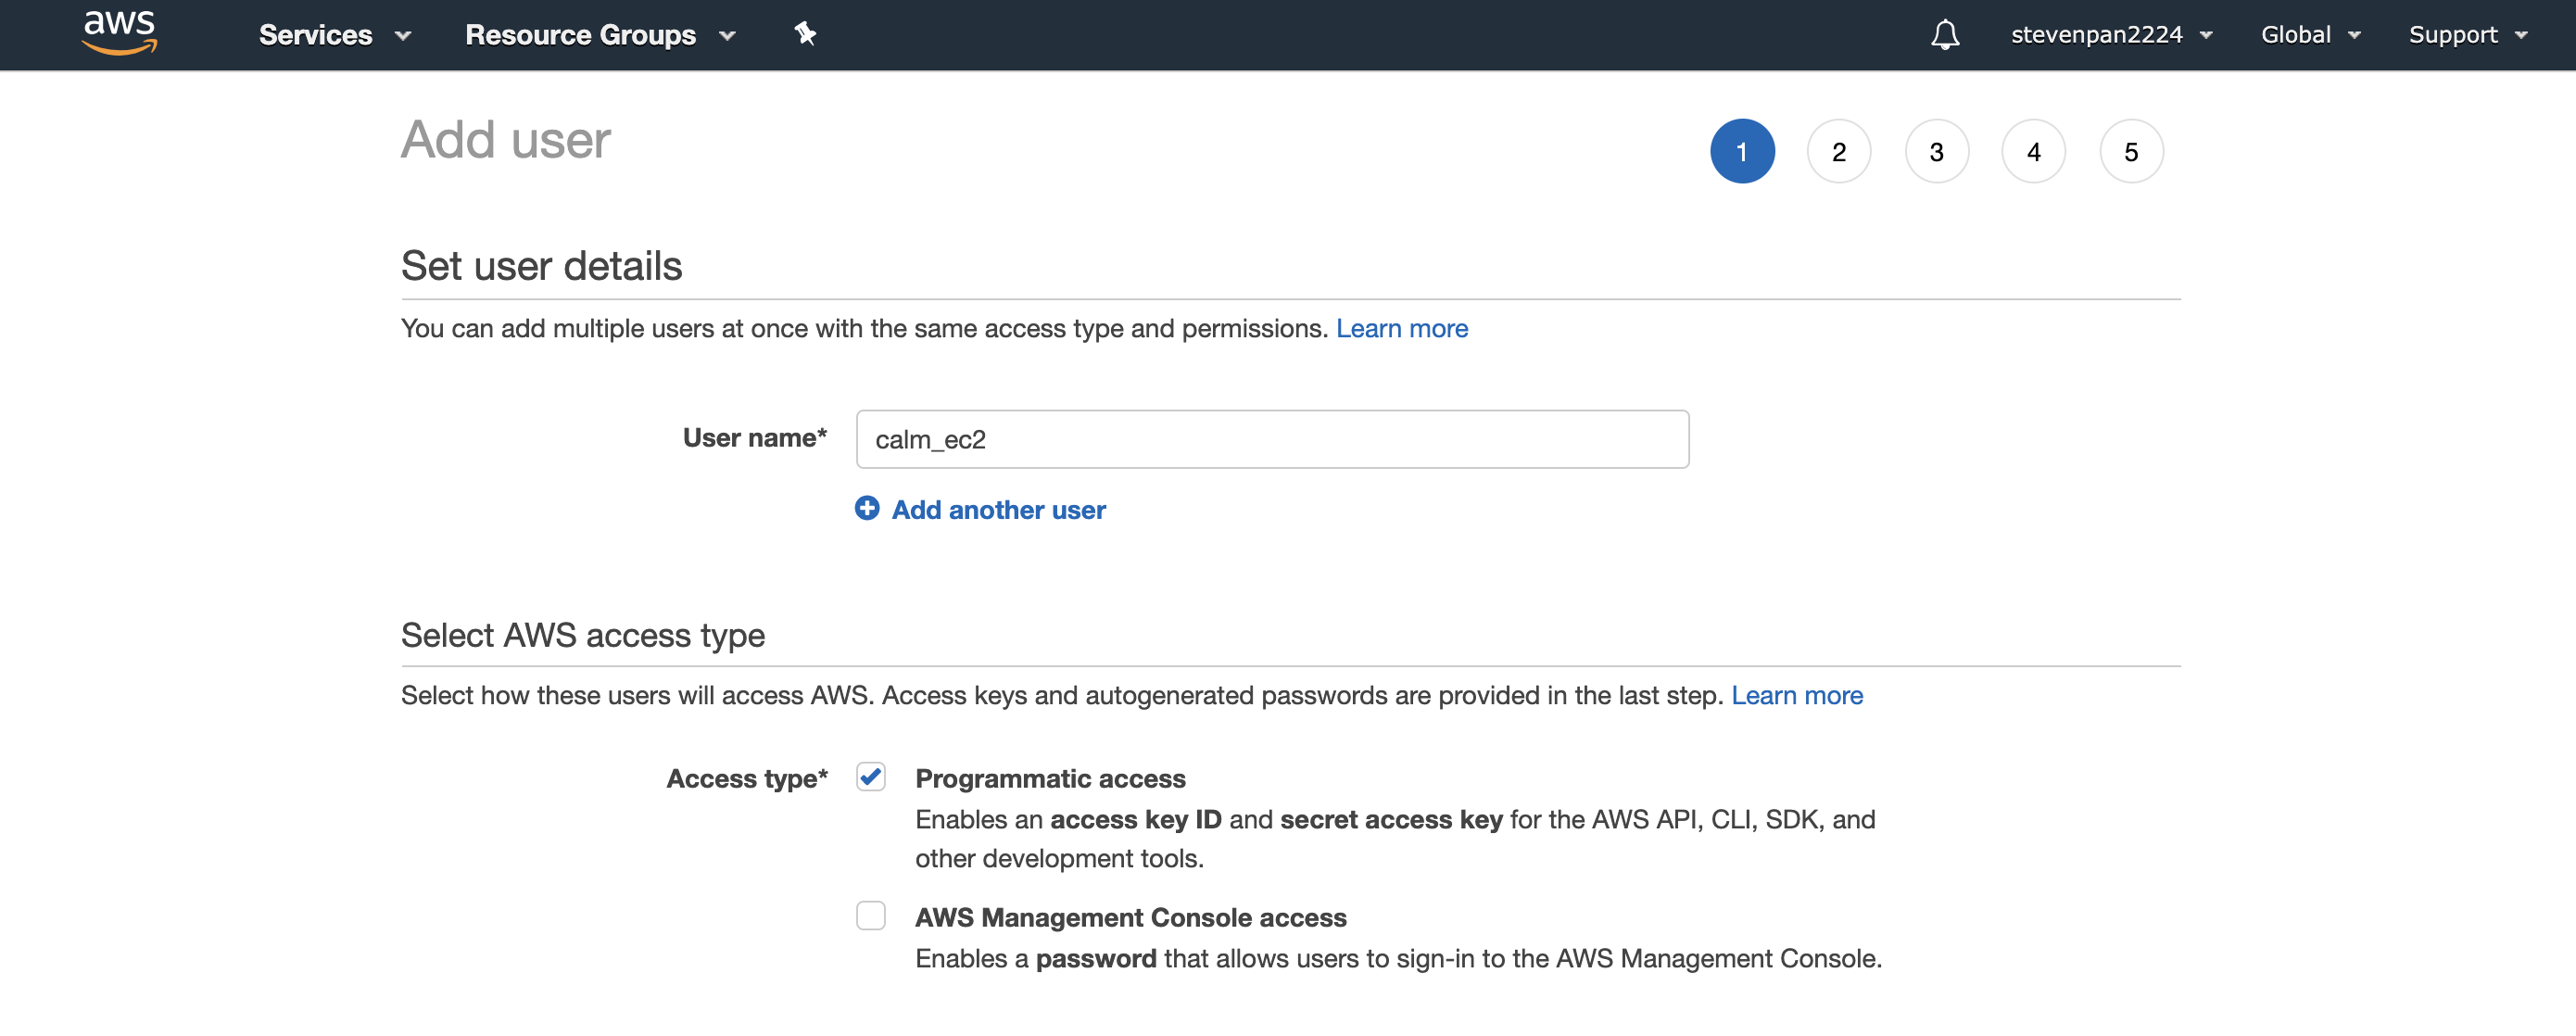 aws Services Resource Groups stevenpan2224 Global Support
Add user 1 2 3 4 5
Set user details
You can add multiple users at once with the same access type and permissions. Learn more
User name* calm_ec2
Add another user
Select AWS access type
Select how these users will access AWS. Access keys and autogenerated passwords are provided in the last step. Learn more
Access type* Programmatic access
Enables an access key ID and secret access key for the AWS API, CLI, SDK, and
other development tools.
AWS Management Console access
Enables a password that allows users to sign-in to the AWS Management Console.